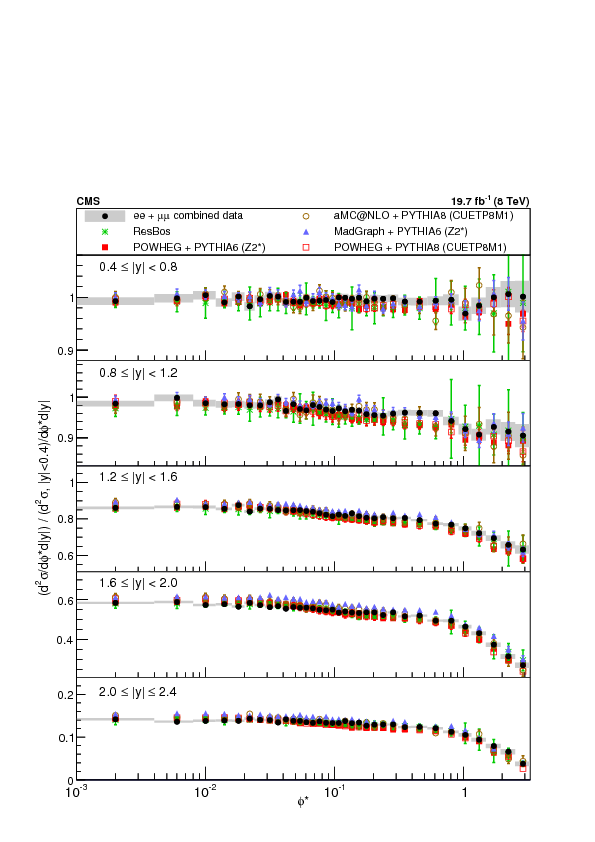 CMS 19.7 fb⁻¹ (8 TeV)
ee + μμ combined data aMC@NLO + PYTHIA8 (CUETP8M1)
ResBos MadGraph + PYTHIA6 (Z2*)
POWHEG + PYTHIA6 (Z2*) POWHEG + PYTHIA8 (CUETP8M1)
0.4 ≤ |y| < 0.8
1
0.9
0.8 ≤ |y| < 1.2
1
0.9
1.2 ≤ |y| < 1.6
1
0.8
0.6
1.6 ≤ |y| < 2.0
0.6
0.4
2.0 ≤ |y| ≤ 2.4
0.2
0.1
0
(d²σ/dφ*d|y|) / (d²σ, |y|<0.4)/dφ*d|y|
10⁻³ 10⁻² 10⁻¹ 1
φ*